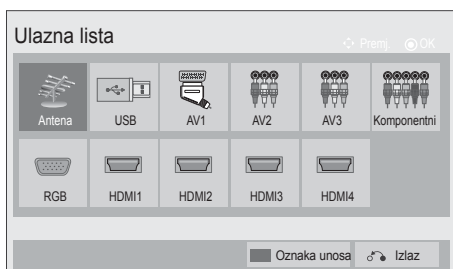 Ulazna lista
Premj. OK
Antena USB AV1 AV2 AV3 Komponentni
RGB HDMI1 HDMI2 HDMI3 HDMI4
Oznaka unosa Izlaz